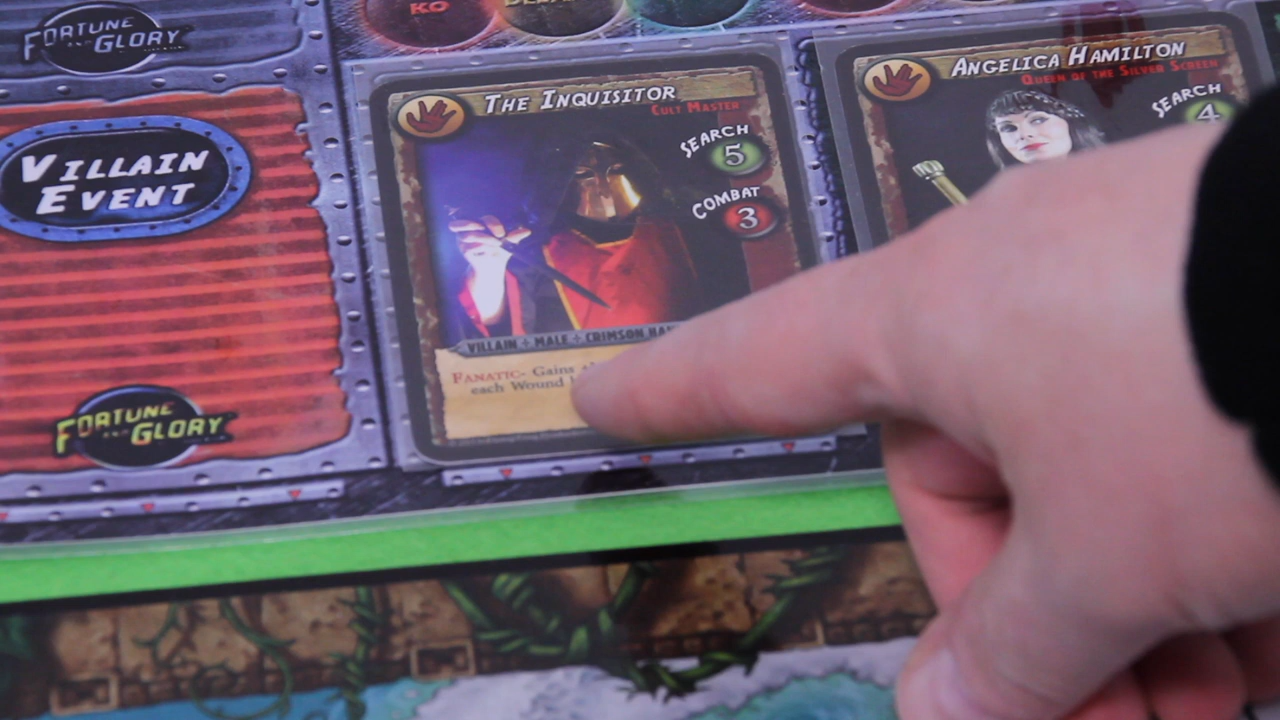 KO
FORTUNE
AND GLORY
VILLAIN
EVENT
FORTUNE
AND GLORY
THE INQUISITOR
CULT MASTER
SEARCH
5
COMBAT
3
VILLAIN + MALE + CRIMSON
FANATIC- Gains
each Wound
ANGELICA HAMILTON
QUEEN OF THE SILVER SCREEN
SEARCH
4